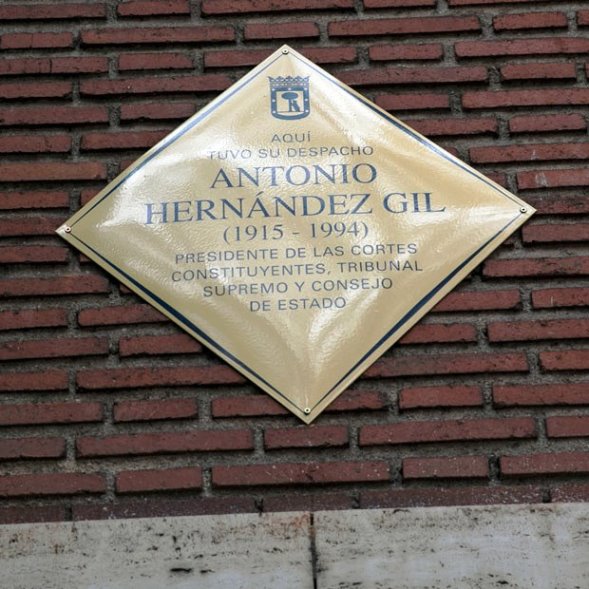 AQUÍ
TUVO SU DESPACHO
ANTONIO
HERNÁNDEZ GIL
(1915 - 1994)
PRESIDENTE DE LAS CORTES
CONSTITUYENTES, TRIBUNAL
SUPREMO Y CONSEJO
DE ESTADO